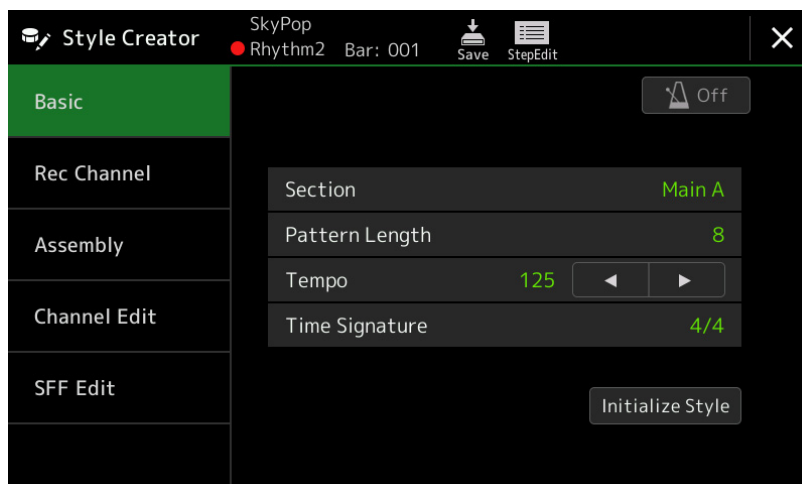 Style Creator
SkyPop
Rhythm2 Bar: 001
Save
StepEdit
Basic
Off
Rec Channel
Section Main A
Assembly
Pattern Length 8
Tempo 125
Channel Edit
Time Signature 4/4
SFF Edit
Initialize Style